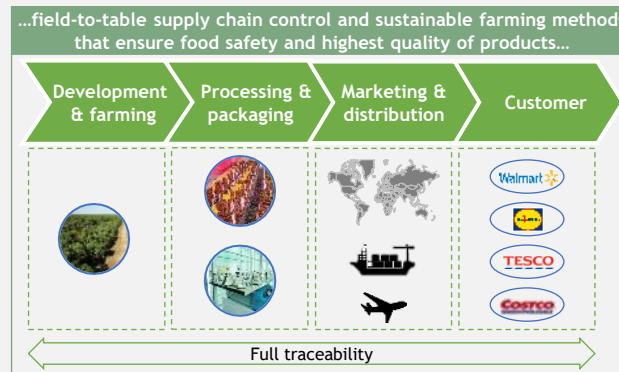 ...field-to-table supply chain control and sustainable farming method
that ensure food safety and highest quality of products...
Development & farming
Processing & packaging
Marketing & distribution
Customer
Walmart
LIDL
TESCO
COSTCO
Full traceability